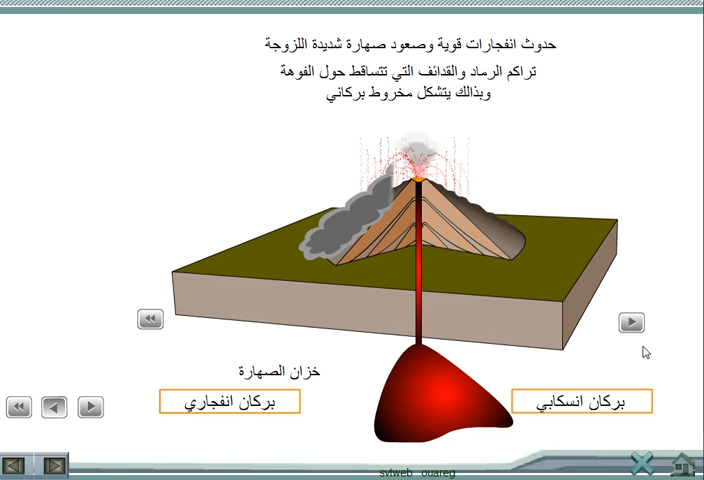 حدوث انفجارات قوية وصعود صهارة شديدة اللزوجة
تراكم الرماد والقدائف التي تتساقط حول الفوهة
وبذالك يتشكل مخروط بركاني
خزان الصهارة
بركان انفجاري
بركان انسكابي
svtweb ouareg